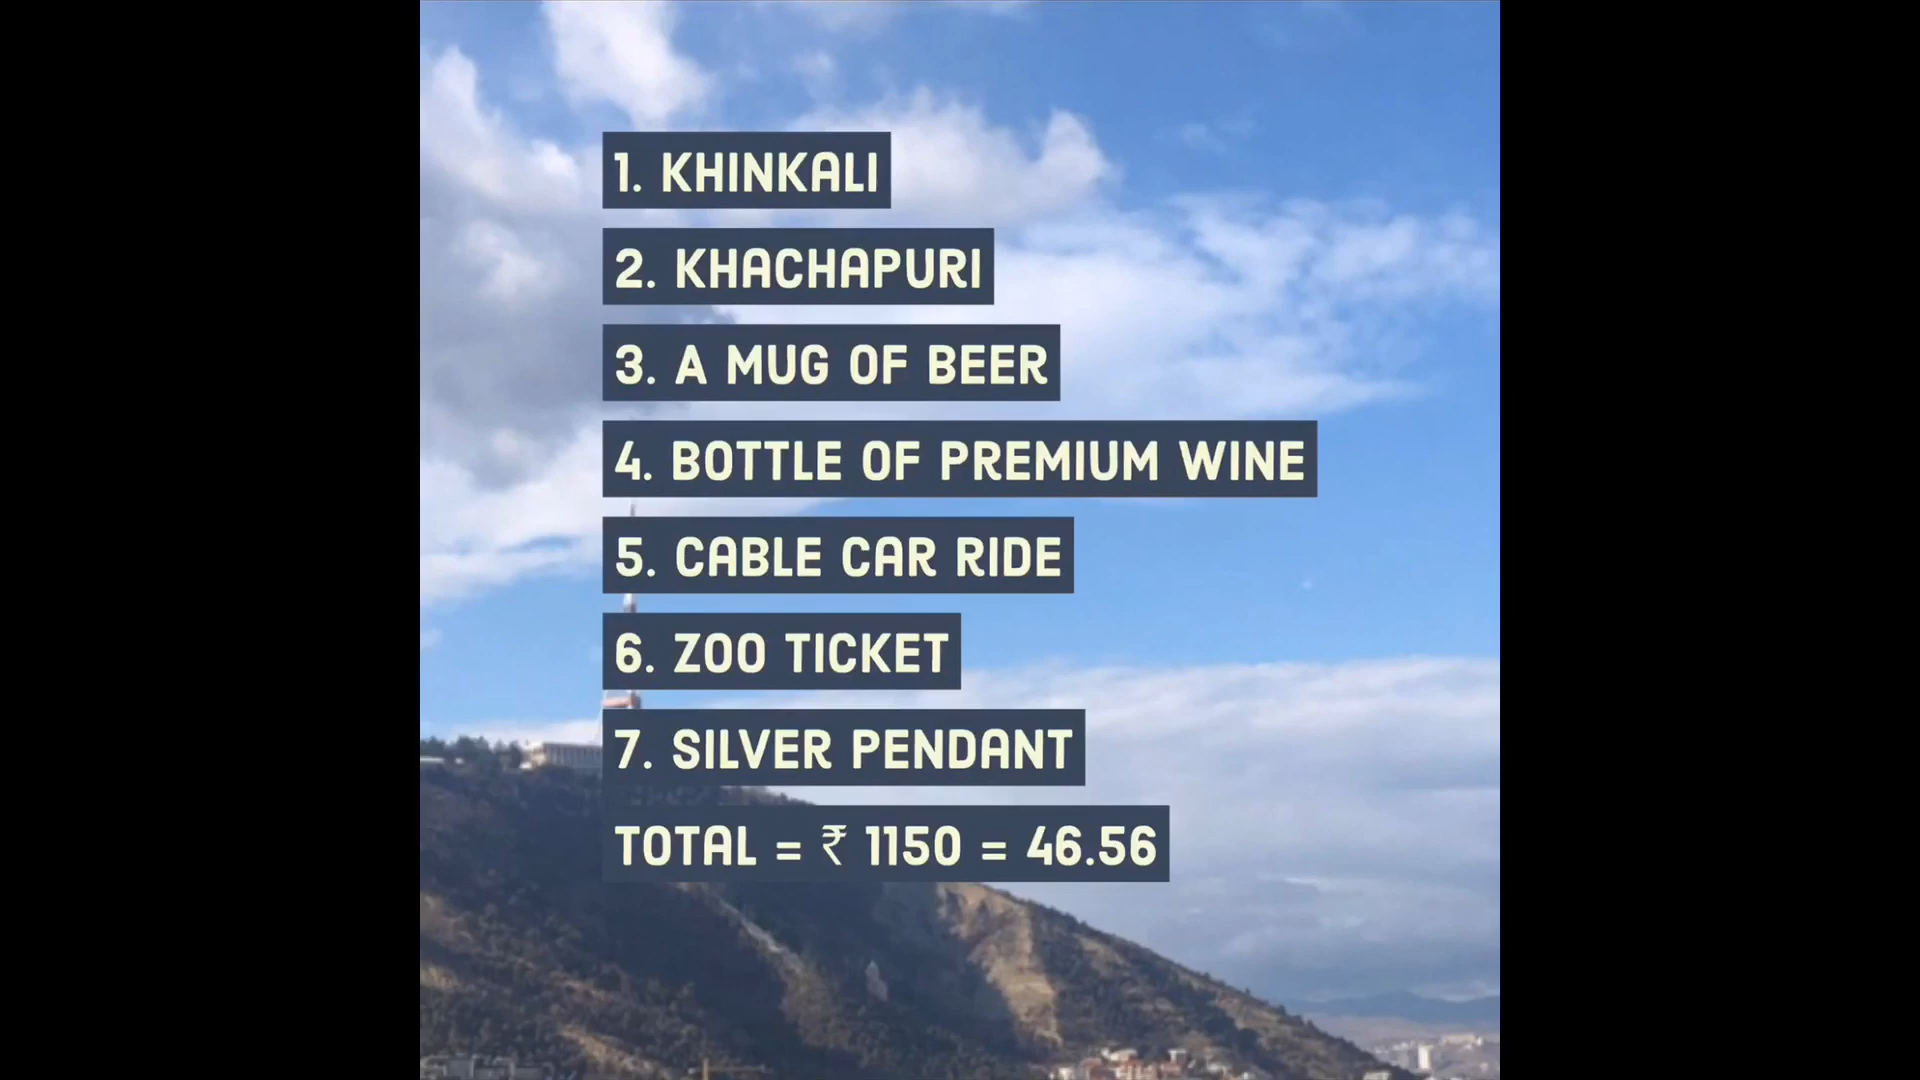 1. KHINKALI
2. KHACHAPURI
3. A MUG OF BEER
4. BOTTLE OF PREMIUM WINE
5. CABLE CAR RIDE
6. ZOO TICKET
7. SILVER PENDANT
TOTAL = ₹ 1150 = 46.56